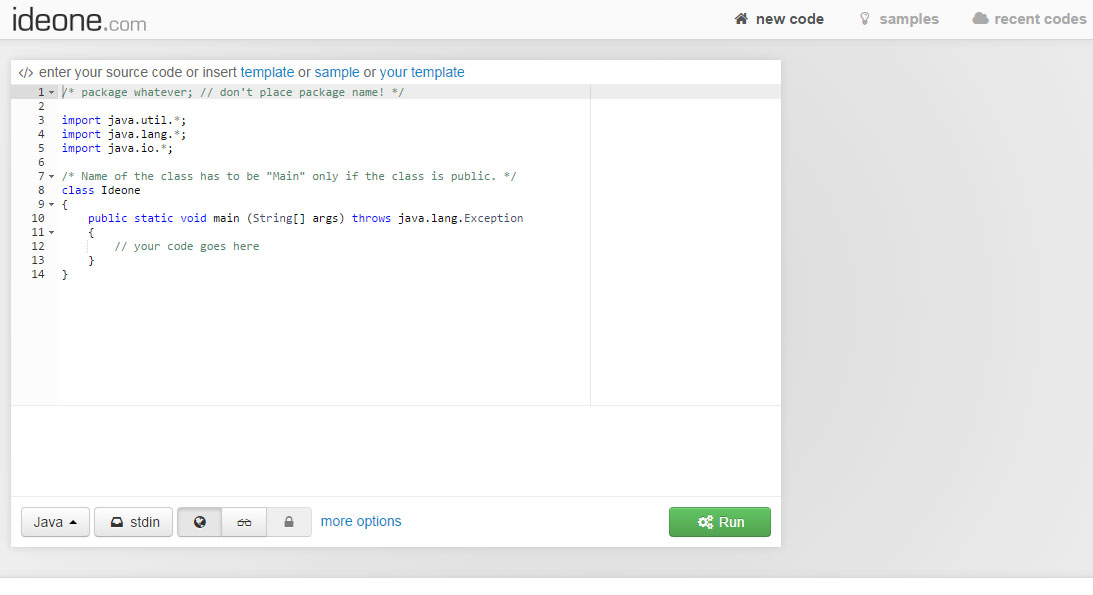 ideone.com
new code samples recent codes
</> enter your source code or insert template or sample or your template
1 /* package whatever; // don't place package name! */
2
3 import java.util.*;
4 import java.lang.*;
5 import java.io.*;
6
7 /* Name of the class has to be "Main" only if the class is public. */
8 class Ideone
9 {
10 public static void main (String[] args) throws java.lang.Exception
11 {
12 // your code goes here
13 }
14 }
Java stdin more options Run